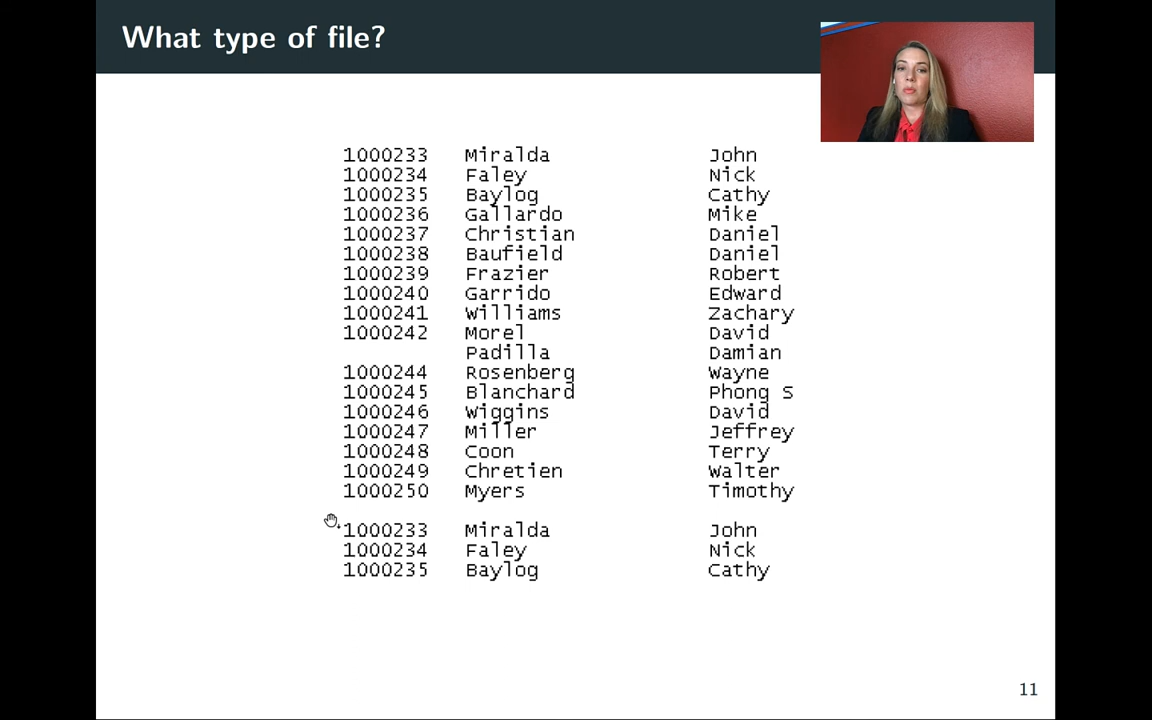 What type of file?
1000233 Miralda John
1000234 Faley Nick
1000235 Baylog Cathy
1000236 Gallardo Mike
1000237 Christian Daniel
1000238 Baufield Daniel
1000239 Frazier Robert
1000240 Garrido Edward
1000241 Williams Zachary
1000242 Morel David
Padilla Damian
1000244 Rosenberg Wayne
1000245 Blanchard Phong S
1000246 Wiggins David
1000247 Miller Jeffrey
1000248 Coon Terry
1000249 Chretien Walter
1000250 Myers Timothy
1000233 Miralda John
1000234 Faley Nick
1000235 Baylog Cathy
11